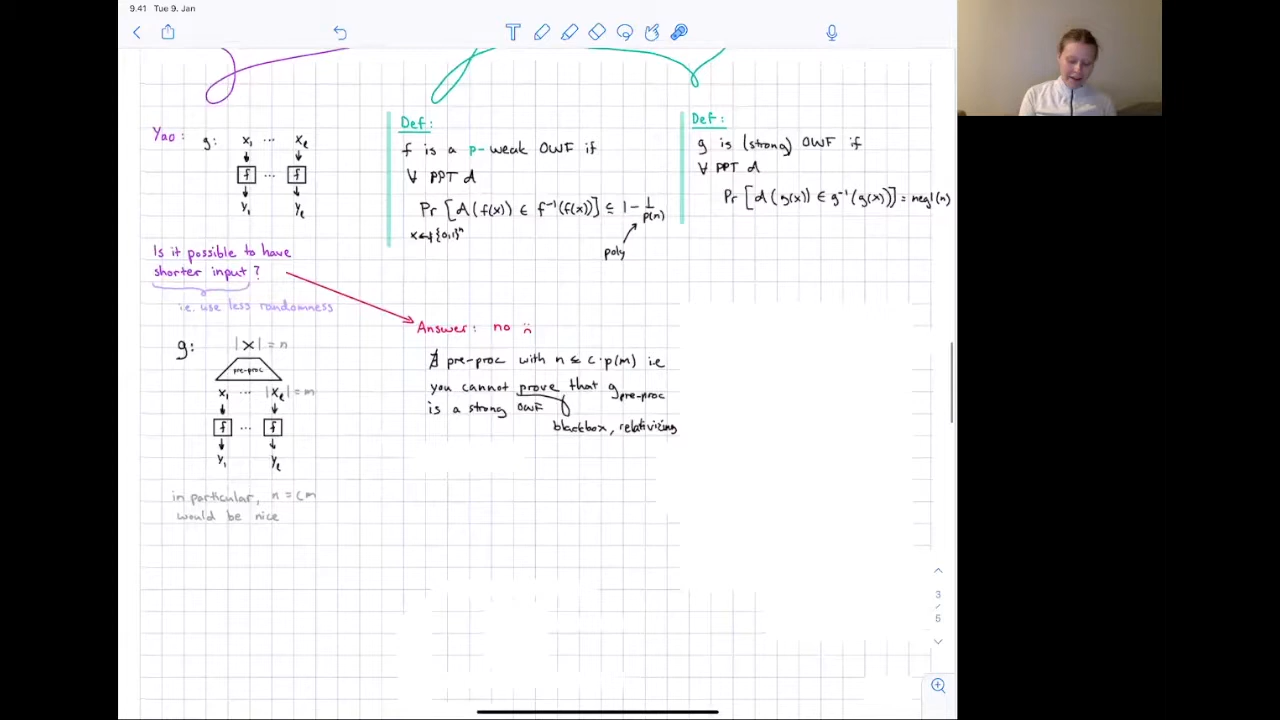 9.41 Tue 9. Jan
Yao:
g: x₁ ... xₗ
f ... f
y₁ yₗ
Def:
f is a p-weak OWF if
∀ PPT A
Pr[A(f(x)) ∈ f⁻¹(f(x))] ≤ 1 - 1/p(n)
x ←$ {0,1}ⁿ
poly
Def:
g is (strong) OWF if
∀ PPT A
Pr[A(g(x)) ∈ g⁻¹(g(x))] = negl(n)
Is it possible to have
shorter input?
i.e. use less randomness
g: |x| = n
pre-proc
x₁ ... |xₗ| = m
f ... f
y₁ yₗ
in particular, n = cm
would be nice
Answer: no :(
∄ pre-proc with n ≤ c·p(m) i.e
you cannot prove that g pre-proc
is a strong OWF
blackbox, relativizing
3
/
5